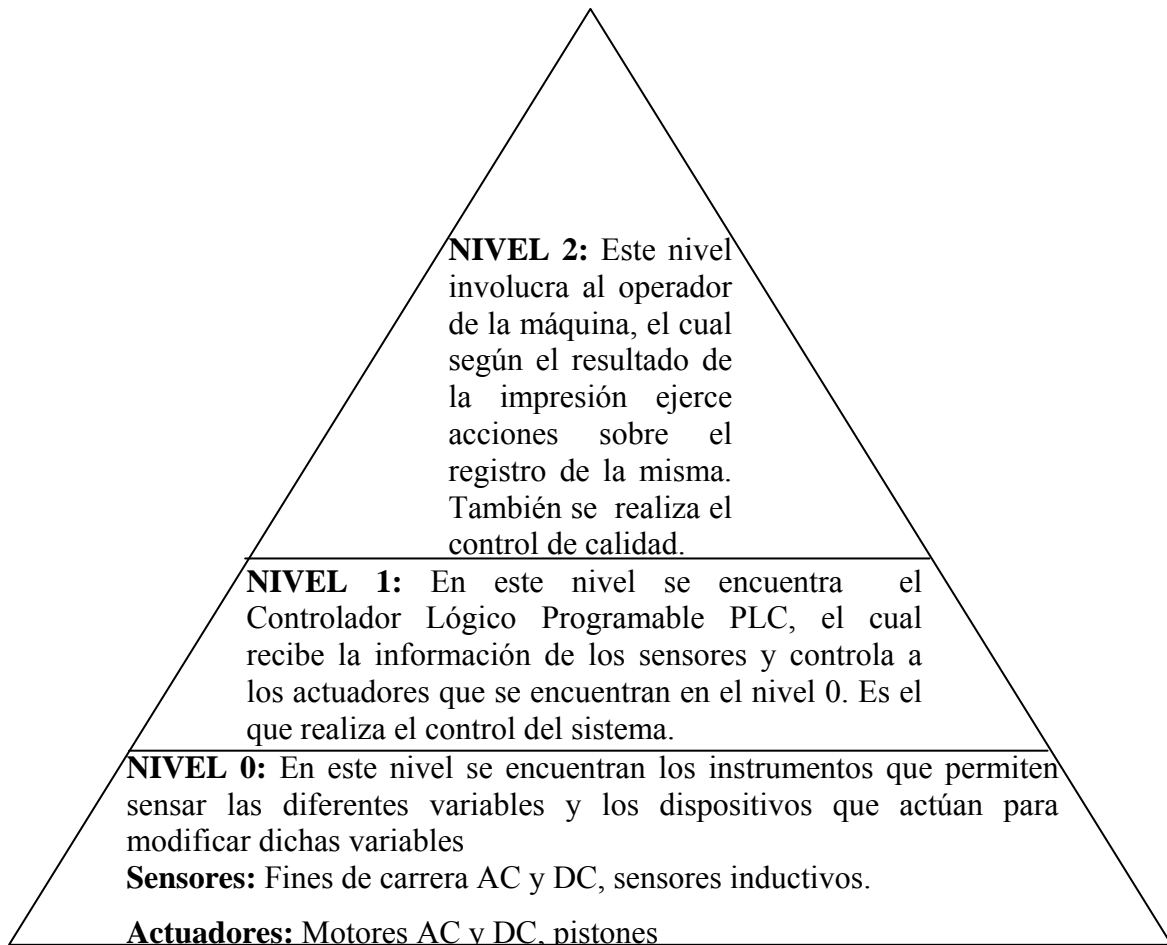 NIVEL 2: Este nivel
involucra al operador
de la máquina, el cual
según el resultado de
la impresión ejerce
acciones sobre el
registro de la misma.
También se realiza el
control de calidad.
NIVEL 1: En este nivel se encuentra el
Controlador Lógico Programable PLC, el cual
recibe la información de los sensores y controla a
los actuadores que se encuentran en el nivel 0. Es el
que realiza el control del sistema.
NIVEL 0: En este nivel se encuentran los instrumentos que permiten
sensar las diferentes variables y los dispositivos que actúan para
modificar dichas variables
Sensores: Fines de carrera AC y DC, sensores inductivos.
Actuadores: Motores AC y DC, pistones